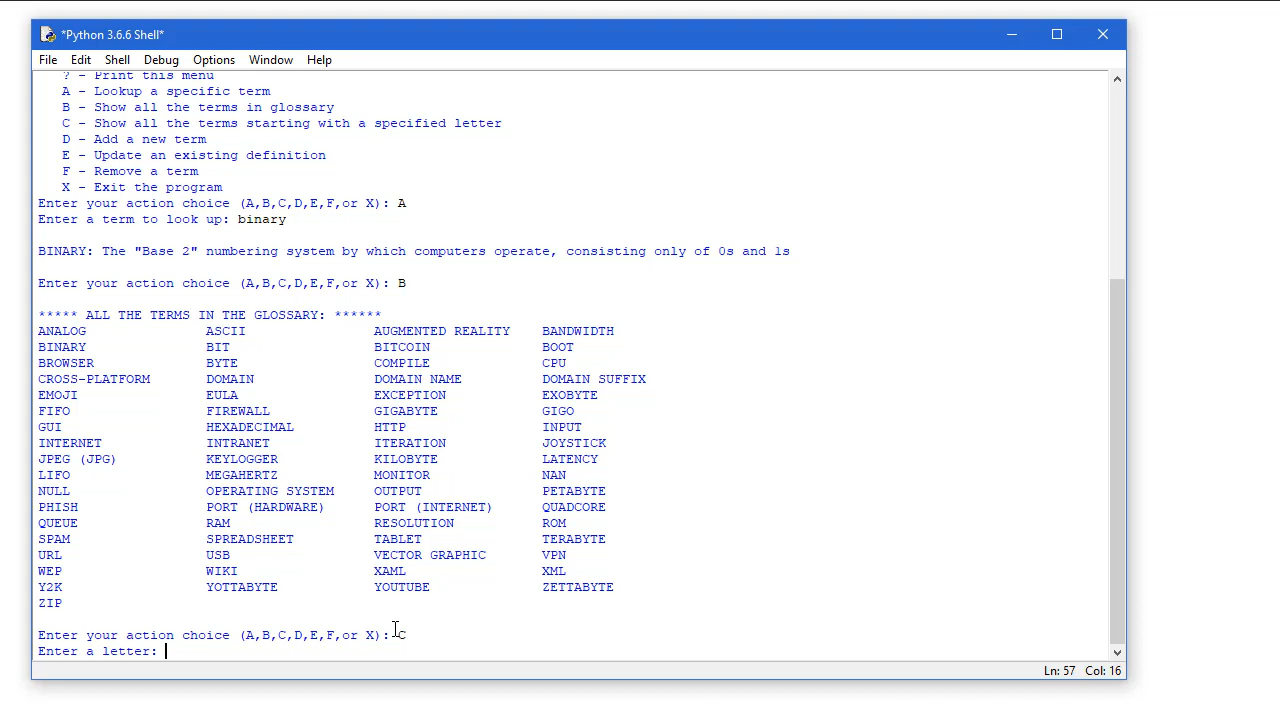 *Python 3.6.6 Shell*
File Edit Shell Debug Options Window Help
? - Print this menu
A - Lookup a specific term
B - Show all the terms in glossary
C - Show all the terms starting with a specified letter
D - Add a new term
E - Update an existing definition
F - Remove a term
X - Exit the program
Enter your action choice (A,B,C,D,E,F,or X): A
Enter a term to look up: binary
BINARY: The "Base 2" numbering system by which computers operate, consisting only of 0s and 1s
Enter your action choice (A,B,C,D,E,F,or X): B
***** ALL THE TERMS IN THE GLOSSARY: ******
ANALOG ASCII AUGMENTED REALITY BANDWIDTH
BINARY BIT BITCOIN BOOT
BROWSER BYTE COMPILE CPU
CROSS-PLATFORM DOMAIN DOMAIN NAME DOMAIN SUFFIX
EMOJI EULA EXCEPTION EXOBYTE
FIFO FIREWALL GIGABYTE GIGO
GUI HEXADECIMAL HTTP INPUT
INTERNET INTRANET ITERATION JOYSTICK
JPEG (JPG) KEYLOGGER KILOBYTE LATENCY
LIFO MEGAHERTZ MONITOR NAN
NULL OPERATING SYSTEM OUTPUT PETABYTE
PHISH PORT (HARDWARE) PORT (INTERNET) QUADCORE
QUEUE RAM RESOLUTION ROM
SPAM SPREADSHEET TABLET TERABYTE
URL USB VECTOR GRAPHIC VPN
WEP WIKI XAML XML
Y2K YOTTABYTE YOUTUBE ZETTABYTE
ZIP
Enter your action choice (A,B,C,D,E,F,or X): C
Enter a letter:
Ln: 57 Col: 16